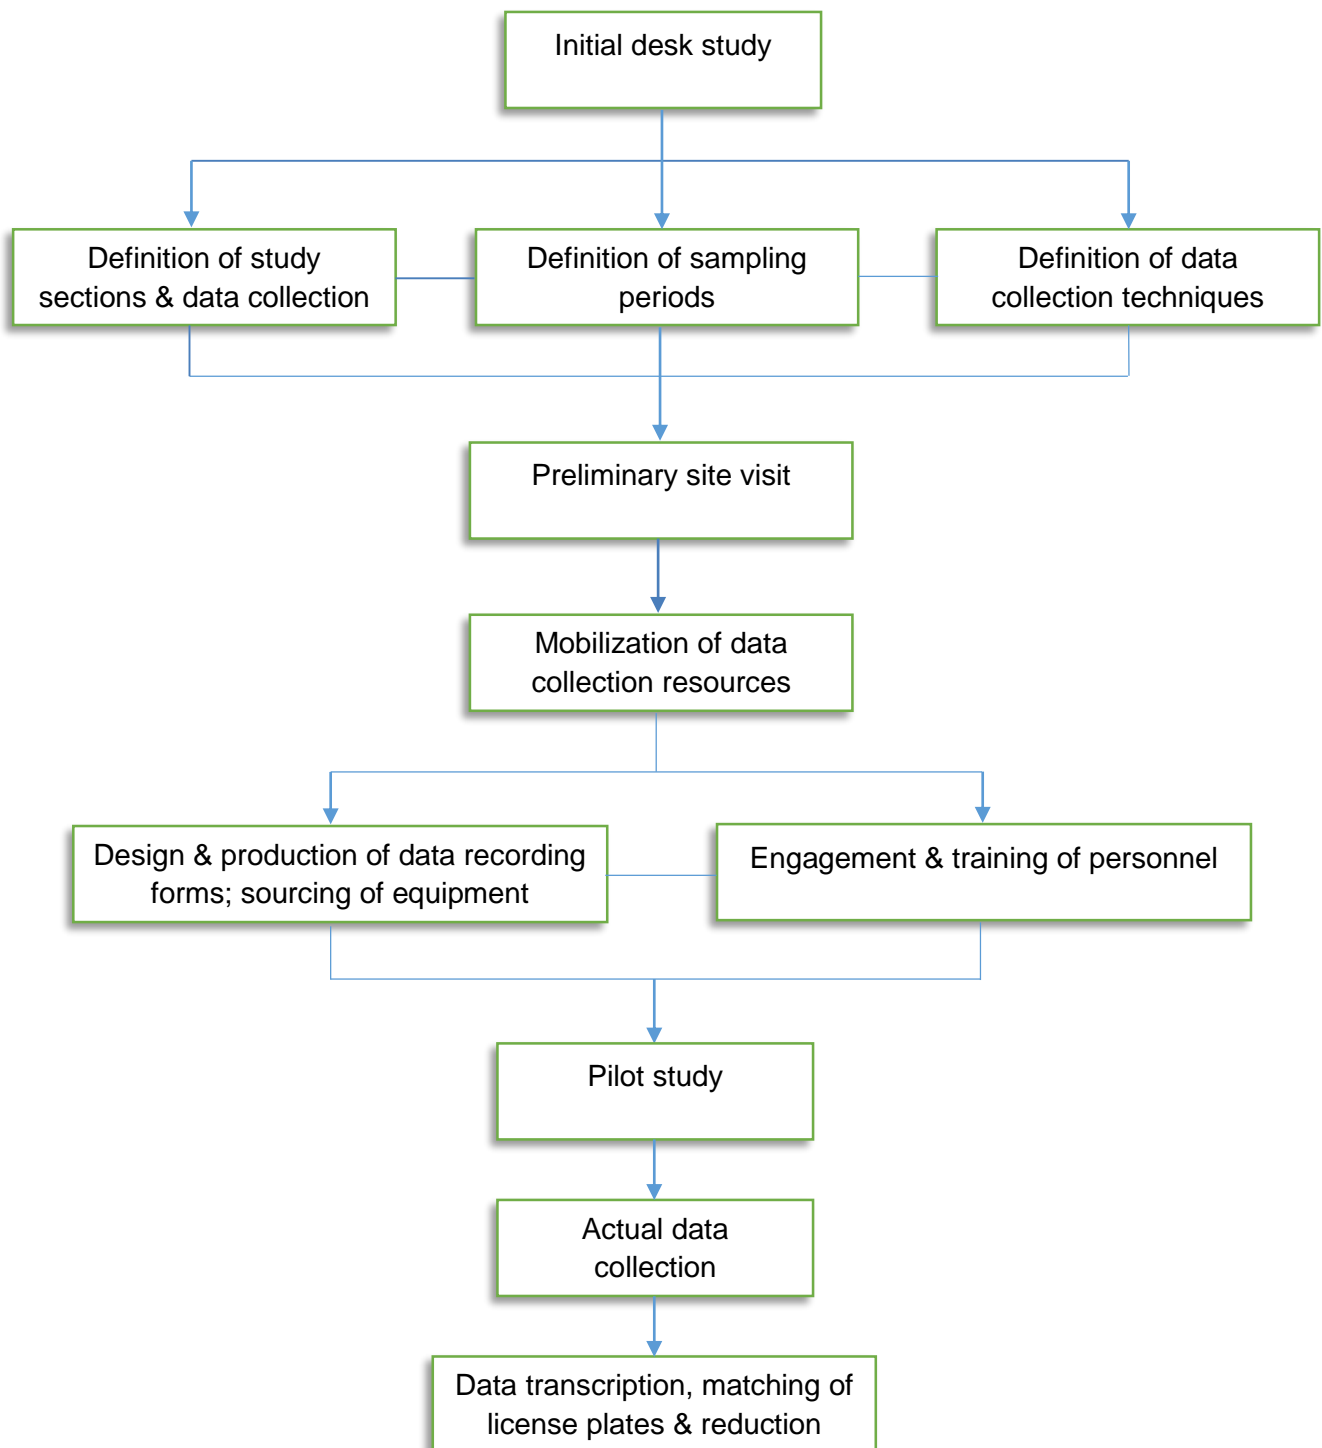 Initial desk study
Definition of study
sections & data collection
Definition of sampling
periods
Definition of data
collection techniques
Preliminary site visit
Mobilization of data
collection resources
Design & production of data recording
forms; sourcing of equipment
Engagement & training of personnel
Pilot study
Actual data
collection
Data transcription, matching of
license plates & reduction